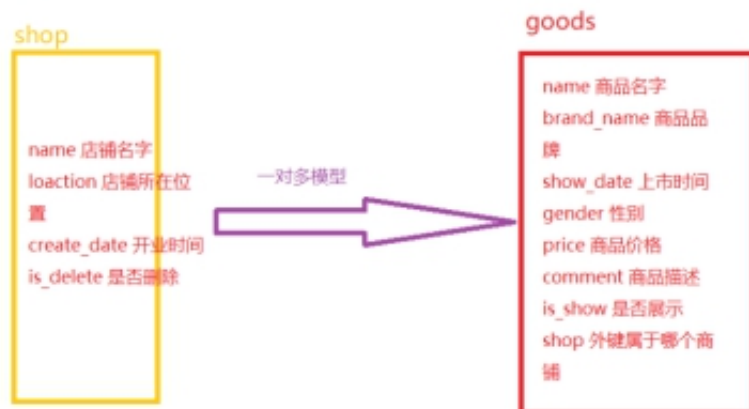 shop
name 店铺名字
loaction 店铺所在位
置
create_date 开业时间
is_delete 是否删除
一对多模型
goods
name 商品名字
brand_name 商品品
牌
show_date 上市时间
gender 性别
price 商品价格
comment 商品描述
is_show 是否展示
shop 外键属于哪个商
铺